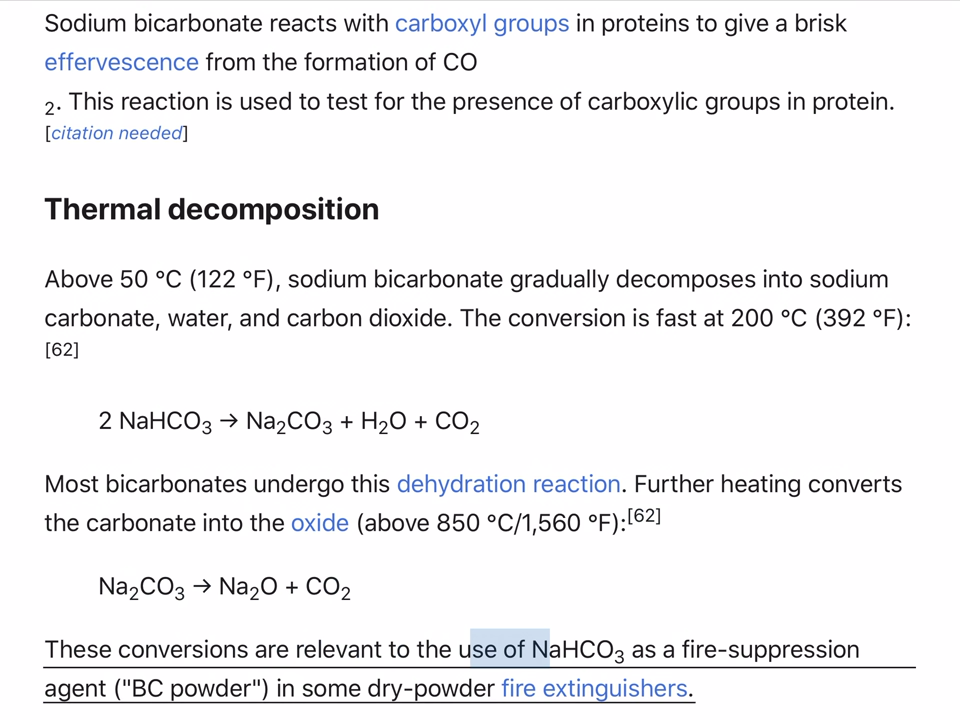 Sodium bicarbonate reacts with carboxyl groups in proteins to give a brisk
effervescence from the formation of CO
₂. This reaction is used to test for the presence of carboxylic groups in protein.
[citation needed]
Thermal decomposition
Above 50 °C (122 °F), sodium bicarbonate gradually decomposes into sodium
carbonate, water, and carbon dioxide. The conversion is fast at 200 °C (392 °F):
[62]
2 NaHCO₃ → Na₂CO₃ + H₂O + CO₂
Most bicarbonates undergo this dehydration reaction. Further heating converts
the carbonate into the oxide (above 850 °C/1,560 °F):[62]
Na₂CO₃ → Na₂O + CO₂
These conversions are relevant to the use of NaHCO₃ as a fire-suppression
agent ("BC powder") in some dry-powder fire extinguishers.